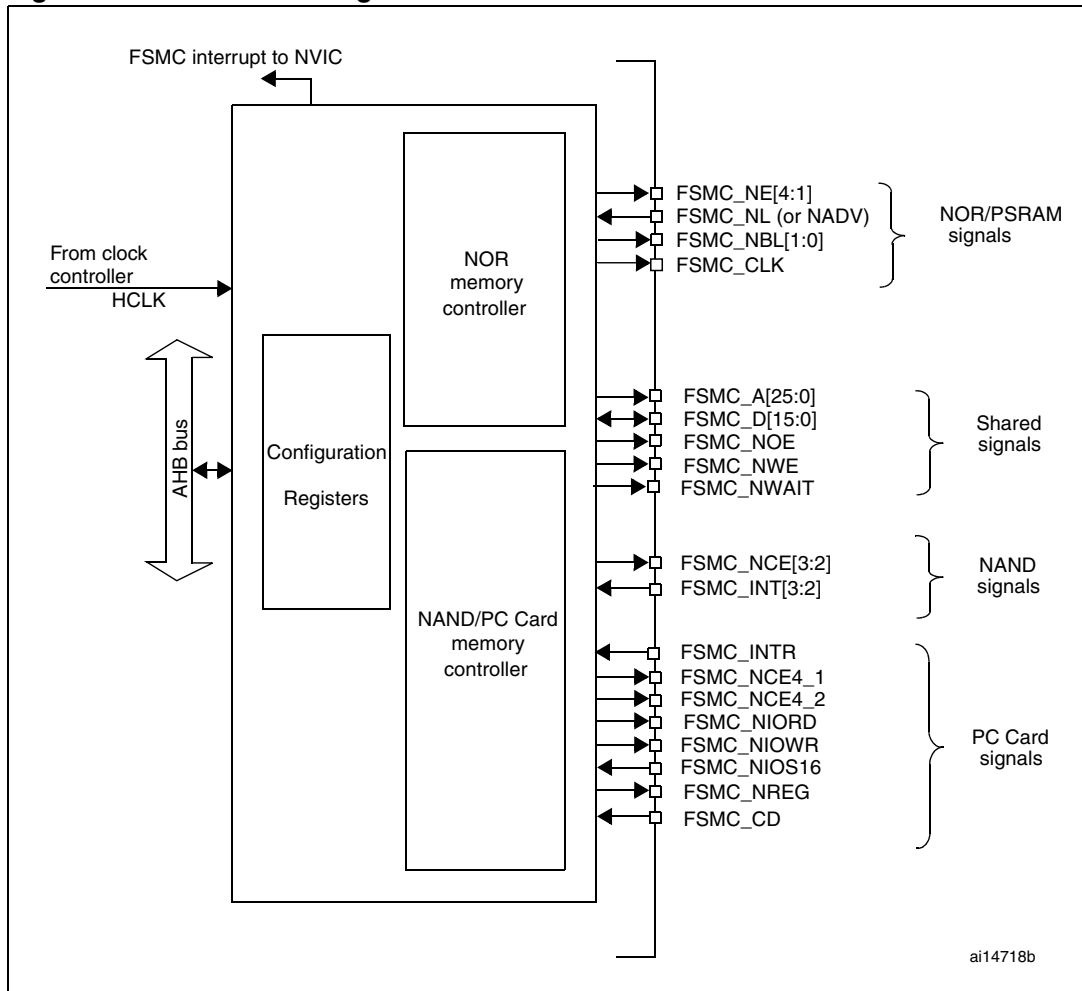 FSMC interrupt to NVIC
From clock
controller
HCLK
AHB bus
Configuration
Registers
NOR
memory
controller
NAND/PC Card
memory
controller
FSMC_NE[4:1]
FSMC_NL (or NADV)
FSMC_NBL[1:0]
FSMC_CLK
NOR/PSRAM
signals
FSMC_A[25:0]
FSMC_D[15:0]
FSMC_NOE
FSMC_NWE
FSMC_NWAIT
Shared
signals
FSMC_NCE[3:2]
FSMC_INT[3:2]
NAND
signals
FSMC_INTR
FSMC_NCE4_1
FSMC_NCE4_2
FSMC_NIORD
FSMC_NIOWR
FSMC_NIOS16
FSMC_NREG
FSMC_CD
PC Card
signals
ai14718b